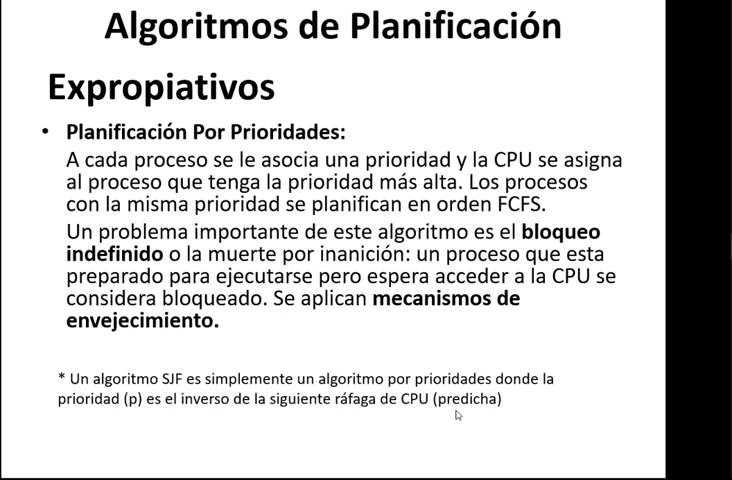 Algoritmos de Planificación
Expropiativos
• Planificación Por Prioridades:
A cada proceso se le asocia una prioridad y la CPU se asigna
al proceso que tenga la prioridad más alta. Los procesos
con la misma prioridad se planifican en orden FCFS.
Un problema importante de este algoritmo es el bloqueo
indefinido o la muerte por inanición: un proceso que esta
preparado para ejecutarse pero espera acceder a la CPU se
considera bloqueado. Se aplican mecanismos de
envejecimiento.
* Un algoritmo SJF es simplemente un algoritmo por prioridades donde la
prioridad (p) es el inverso de la siguiente ráfaga de CPU (predicha)